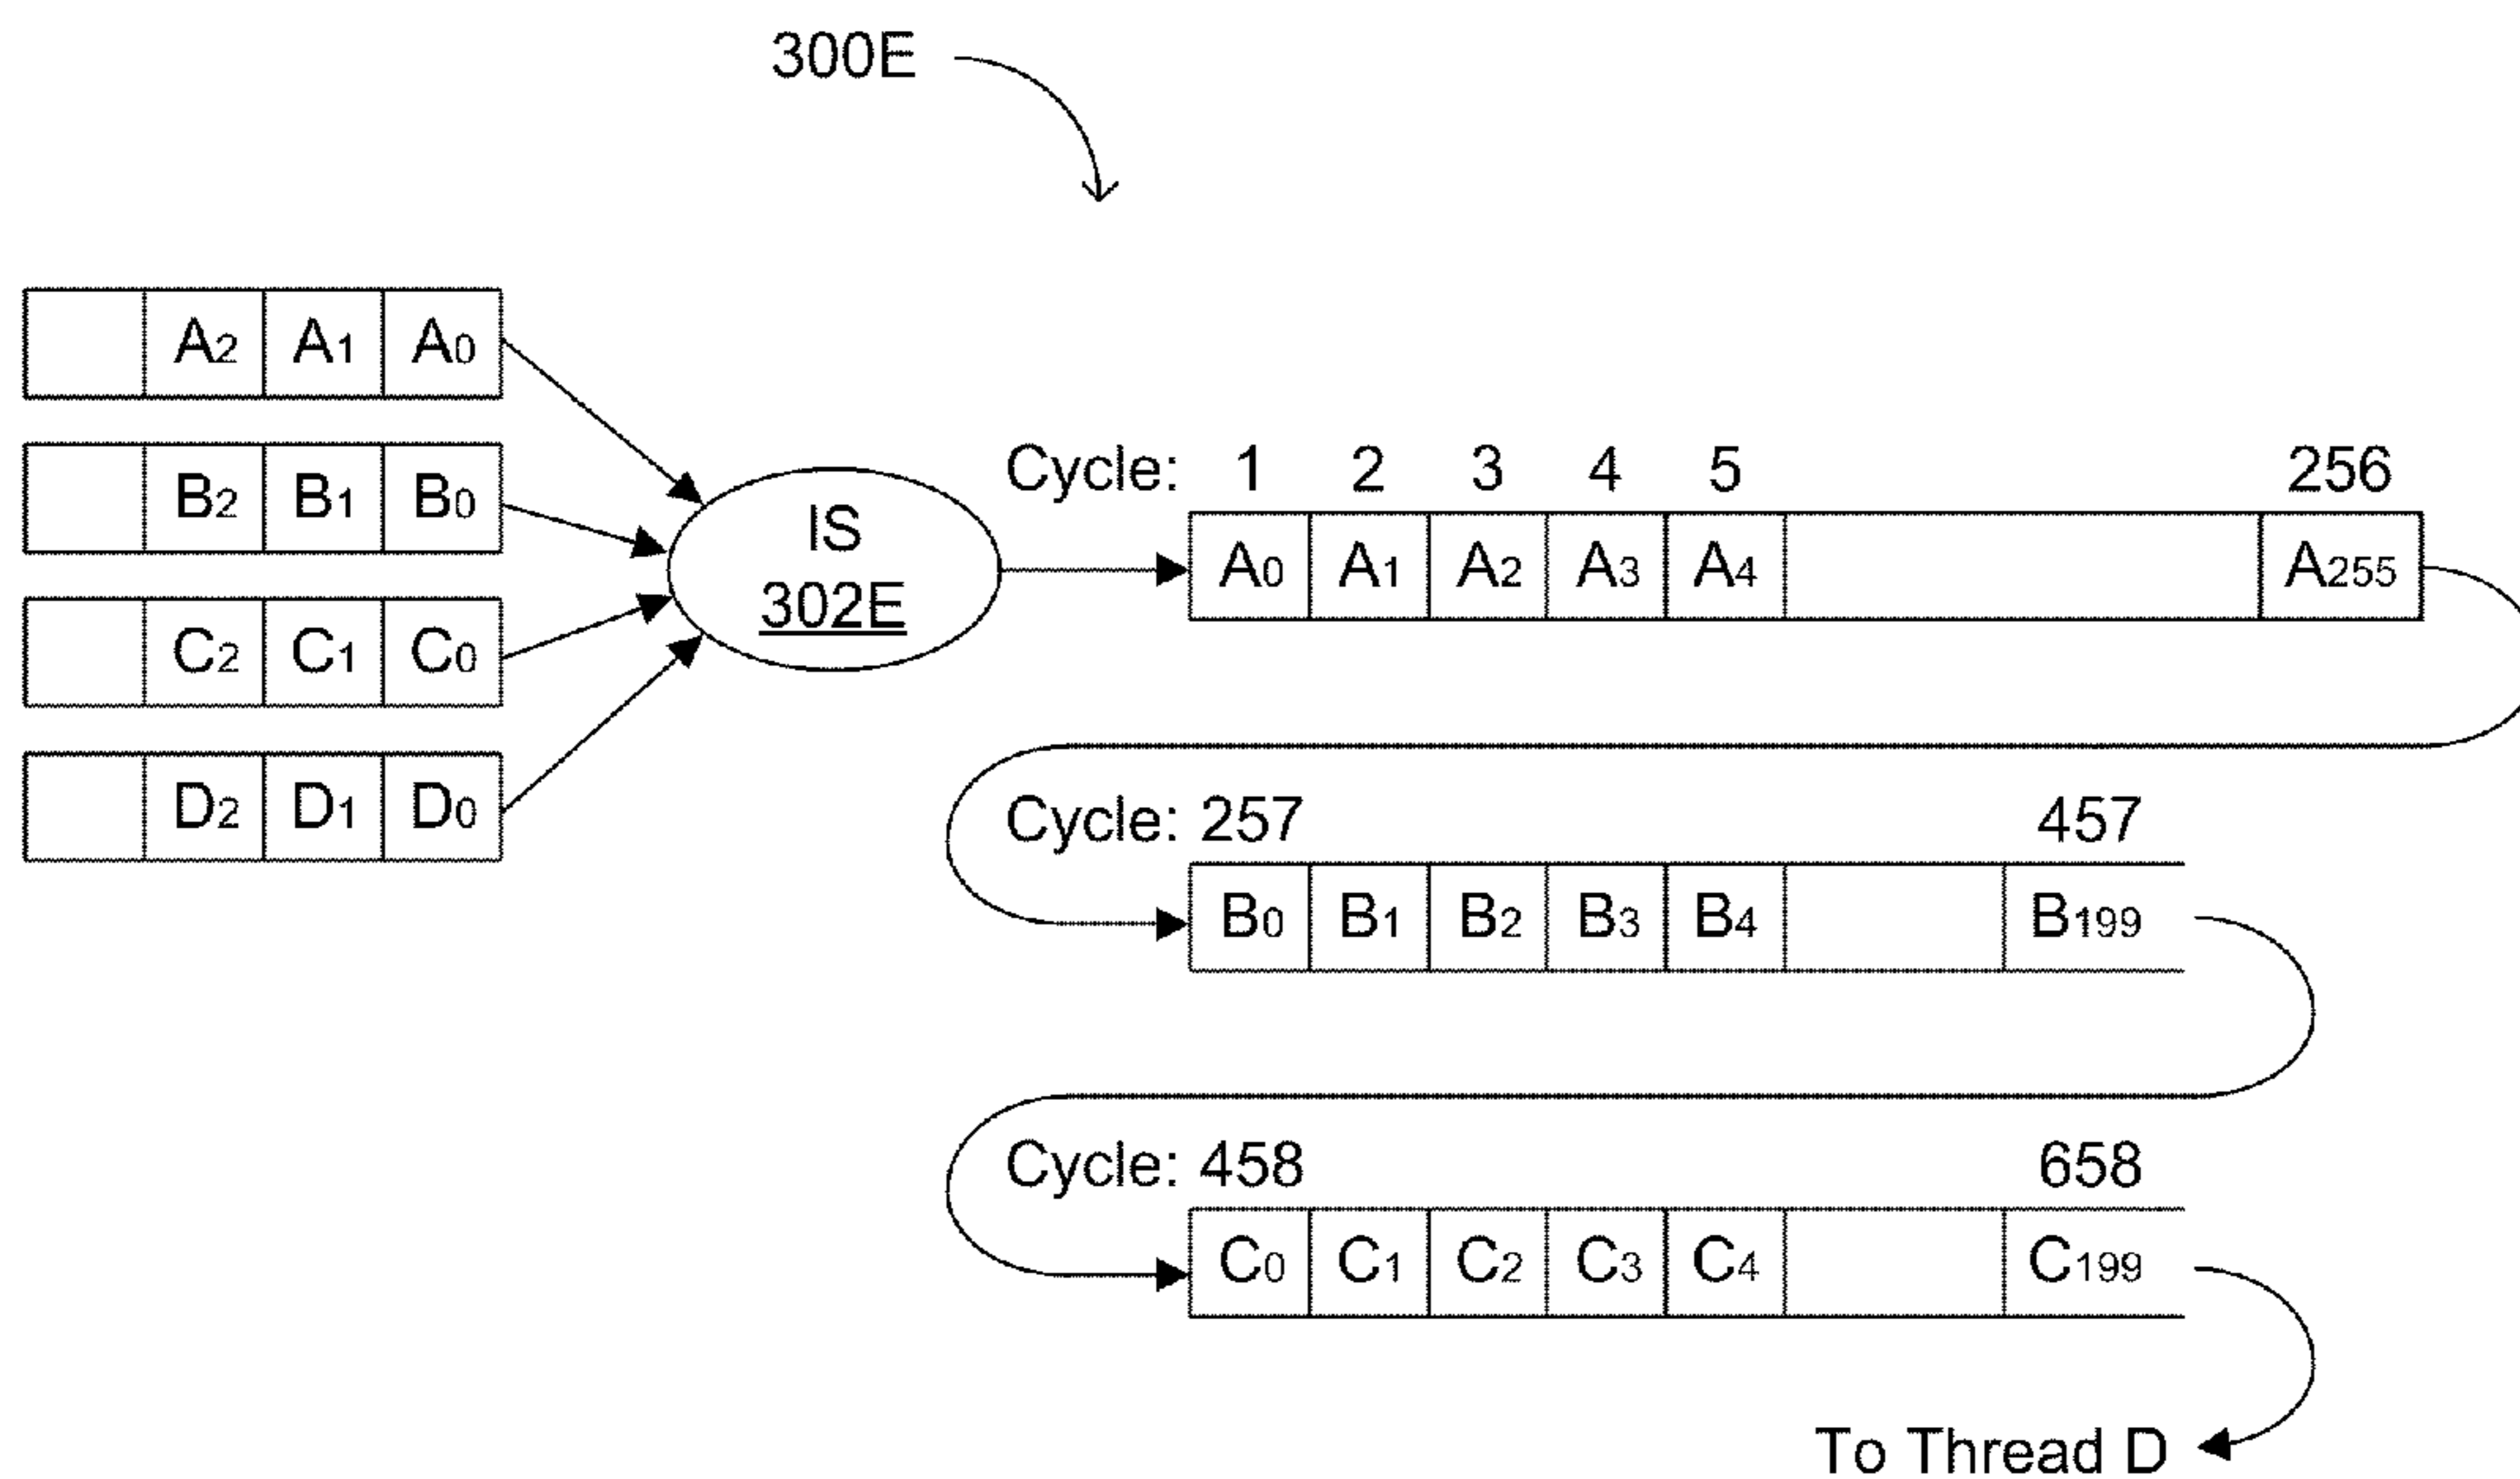 300E
A2 A1 A0
B2 B1 B0
C2 C1 C0
D2 D1 D0
IS
302E
Cycle: 1 2 3 4 5 256
A0 A1 A2 A3 A4 A255
Cycle: 257 457
B0 B1 B2 B3 B4 B199
Cycle: 458 658
C0 C1 C2 C3 C4 C199
To Thread D